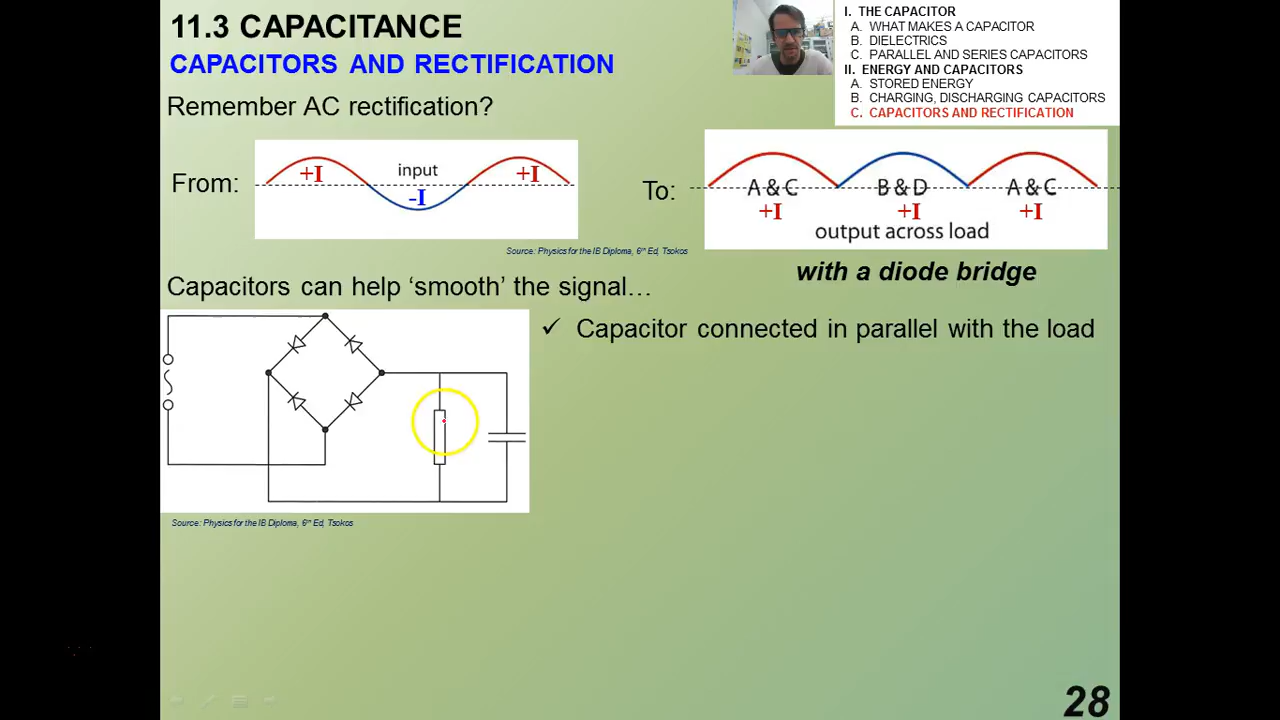 11.3 CAPACITANCE
CAPACITORS AND RECTIFICATION
I. THE CAPACITOR
A. WHAT MAKES A CAPACITOR
B. DIELECTRICS
C. PARALLEL AND SERIES CAPACITORS
II. ENERGY AND CAPACITORS
A. STORED ENERGY
B. CHARGING, DISCHARGING CAPACITORS
C. CAPACITORS AND RECTIFICATION
Remember AC rectification?
From:
+I
input
-I
+I
Source: Physics for the IB Diploma, 6th Ed, Tsokos
To:
A & C B & D A & C
+I +I +I
output across load
with a diode bridge
Capacitors can help ‘smooth’ the signal…
✓ Capacitor connected in parallel with the load
Source: Physics for the IB Diploma, 6th Ed, Tsokos
28